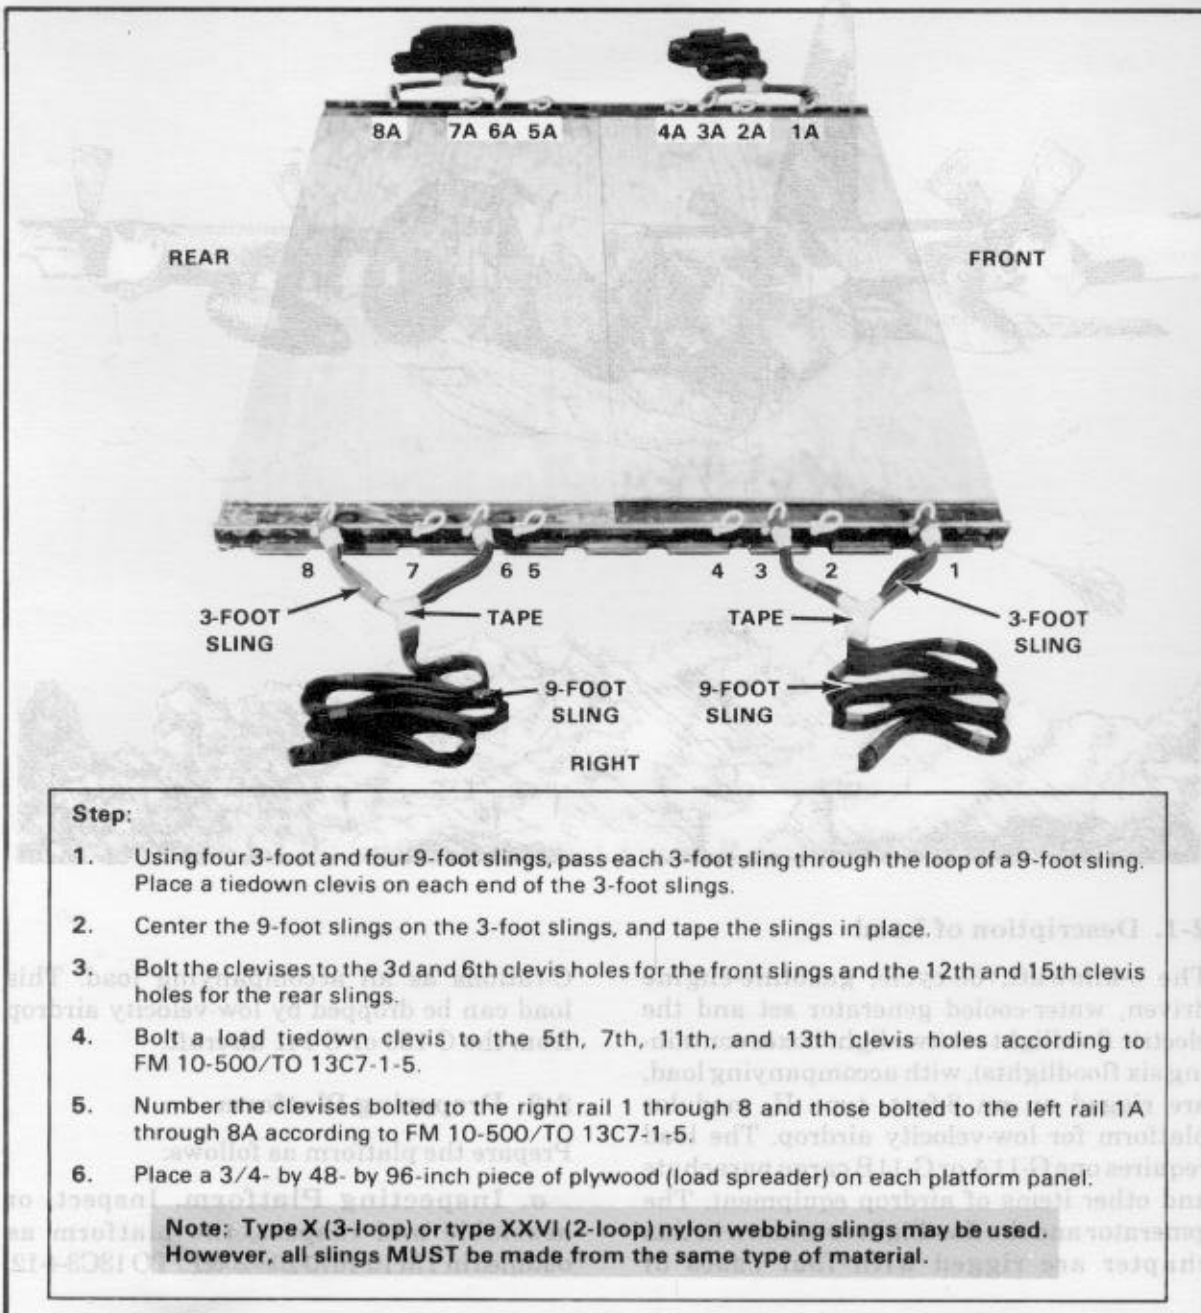 8A 7A 6A 5A 4A 3A 2A 1A
REAR
FRONT
8 7 6 5 4 3 2 1
3-FOOT
SLING
TAPE
TAPE
3-FOOT
SLING
9-FOOT
SLING
9-FOOT
SLING
RIGHT
Step:
1. Using four 3-foot and four 9-foot slings, pass each 3-foot sling through the loop of a 9-foot sling.
Place a tiedown clevis on each end of the 3-foot slings.
2. Center the 9-foot slings on the 3-foot slings, and tape the slings in place.
3. Bolt the clevises to the 3d and 6th clevis holes for the front slings and the 12th and 15th clevis
holes for the rear slings.
4. Bolt a load tiedown clevis to the 5th, 7th, 11th, and 13th clevis holes according to
FM 10-500/TO 13C7-1-5.
5. Number the clevises bolted to the right rail 1 through 8 and those bolted to the left rail 1A
through 8A according to FM 10-500/TO 13C7-1-5.
6. Place a 3/4- by 48- by 96-inch piece of plywood (load spreader) on each platform panel.
Note: Type X (3-loop) or type XXVI (2-loop) nylon webbing slings may be used.
However, all slings MUST be made from the same type of material.